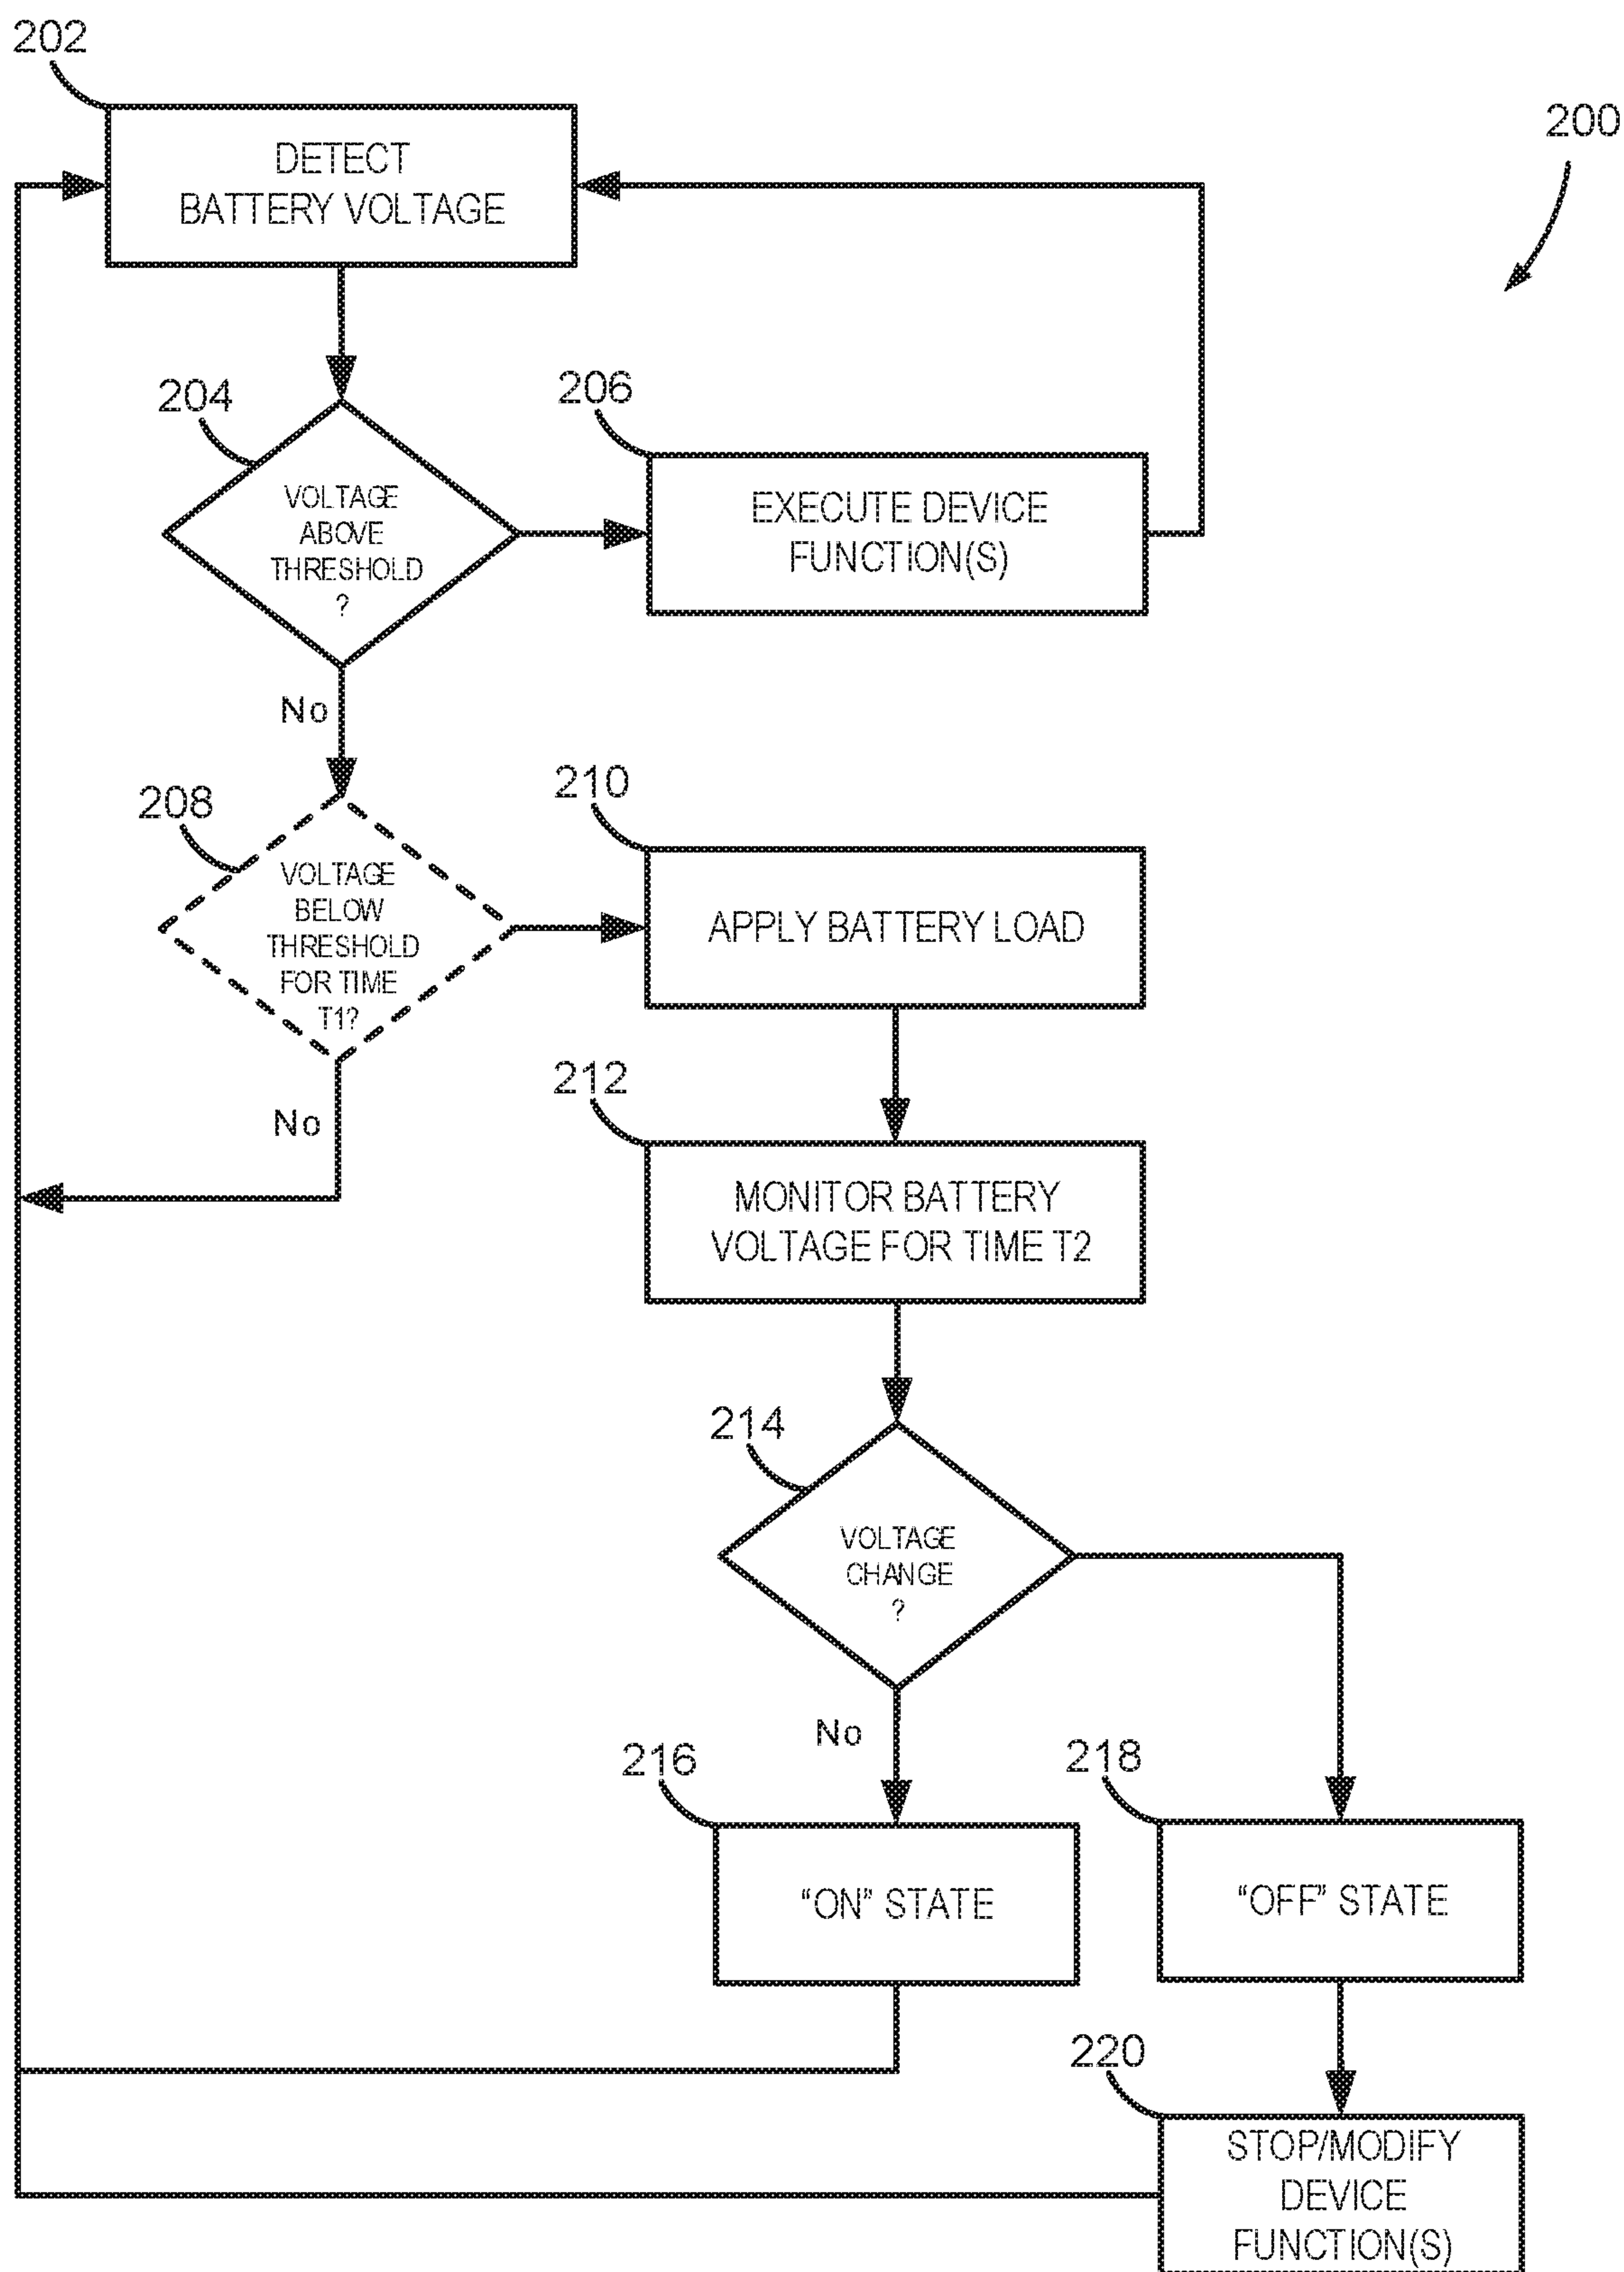 202
200
DETECT
BATTERY VOLTAGE
204
206
VOLTAGE
ABOVE
THRESHOLD
?
EXECUTE DEVICE
FUNCTION(S)
No
208
210
VOLTAGE
BELOW
THRESHOLD
FOR TIME
T1?
APPLY BATTERY LOAD
No
212
MONITOR BATTERY
VOLTAGE FOR TIME T2
214
VOLTAGE
CHANGE
?
No
216
218
“ON” STATE
“OFF” STATE
220
STOP/MODIFY
DEVICE
FUNCTION(S)